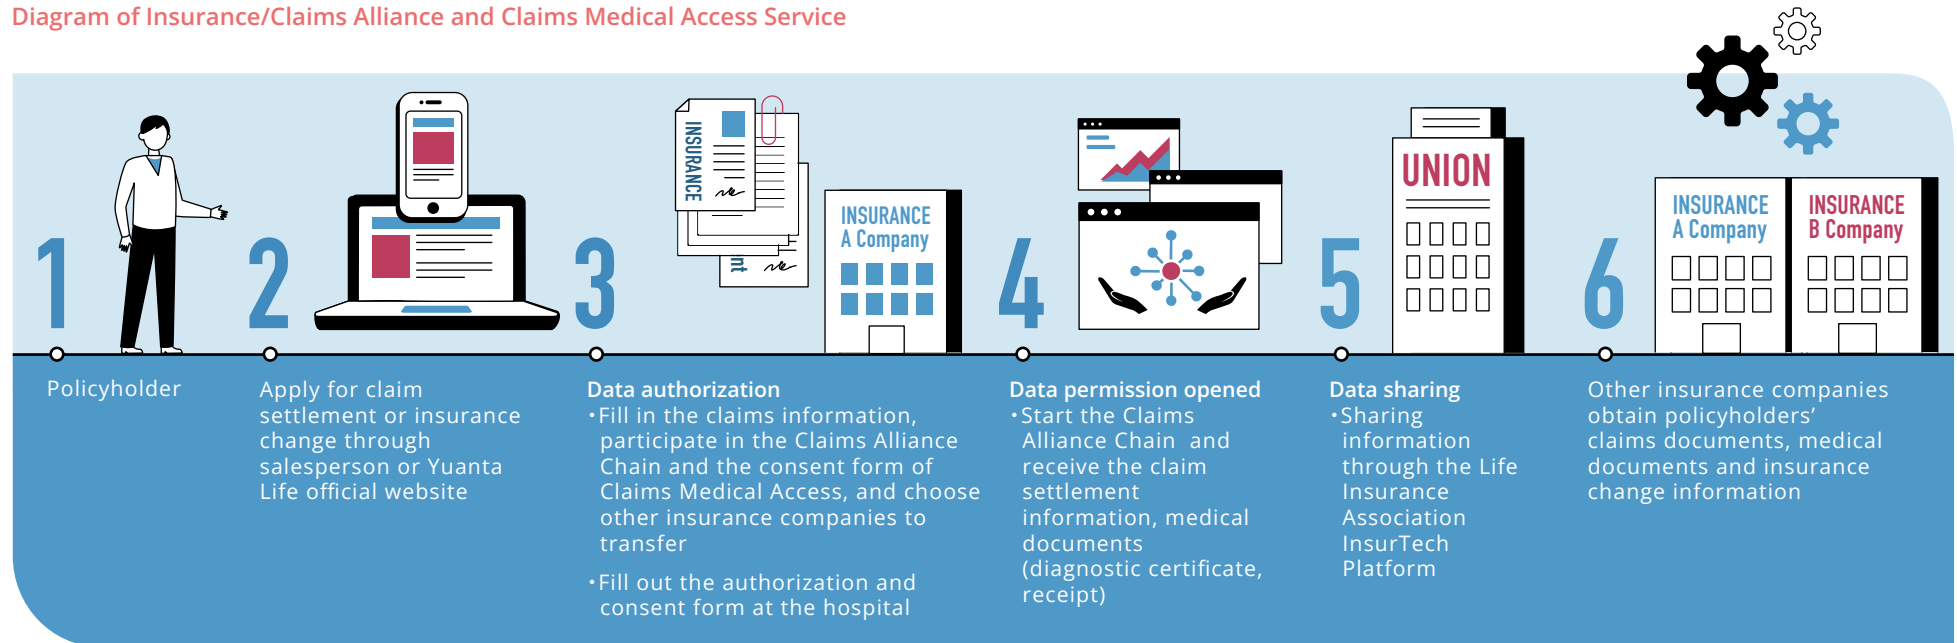 Diagram of Insurance/Claims Alliance and Claims Medical Access Service
1
Policyholder
2
Apply for claim
settlement or insurance
change through
salesperson or Yuanta
Life official website
3
INSURANCE
nt
INSURANCE
A Company
Data authorization
･Fill in the claims information,
participate in the Claims Alliance
Chain and the consent form of
Claims Medical Access, and choose
other insurance companies to
transfer
･Fill out the authorization and
consent form at the hospital
4
Data permission opened
･Start the Claims
Alliance Chain  and
receive the claim
settlement
information, medical
documents
(diagnostic certificate,
receipt)
5
UNION
Data sharing
･Sharing
information
through the Life
Insurance
Association
InsurTech
Platform
6
INSURANCE
A Company
INSURANCE
B Company
Other insurance companies
obtain policyholders’
claims documents, medical
documents and insurance
change information